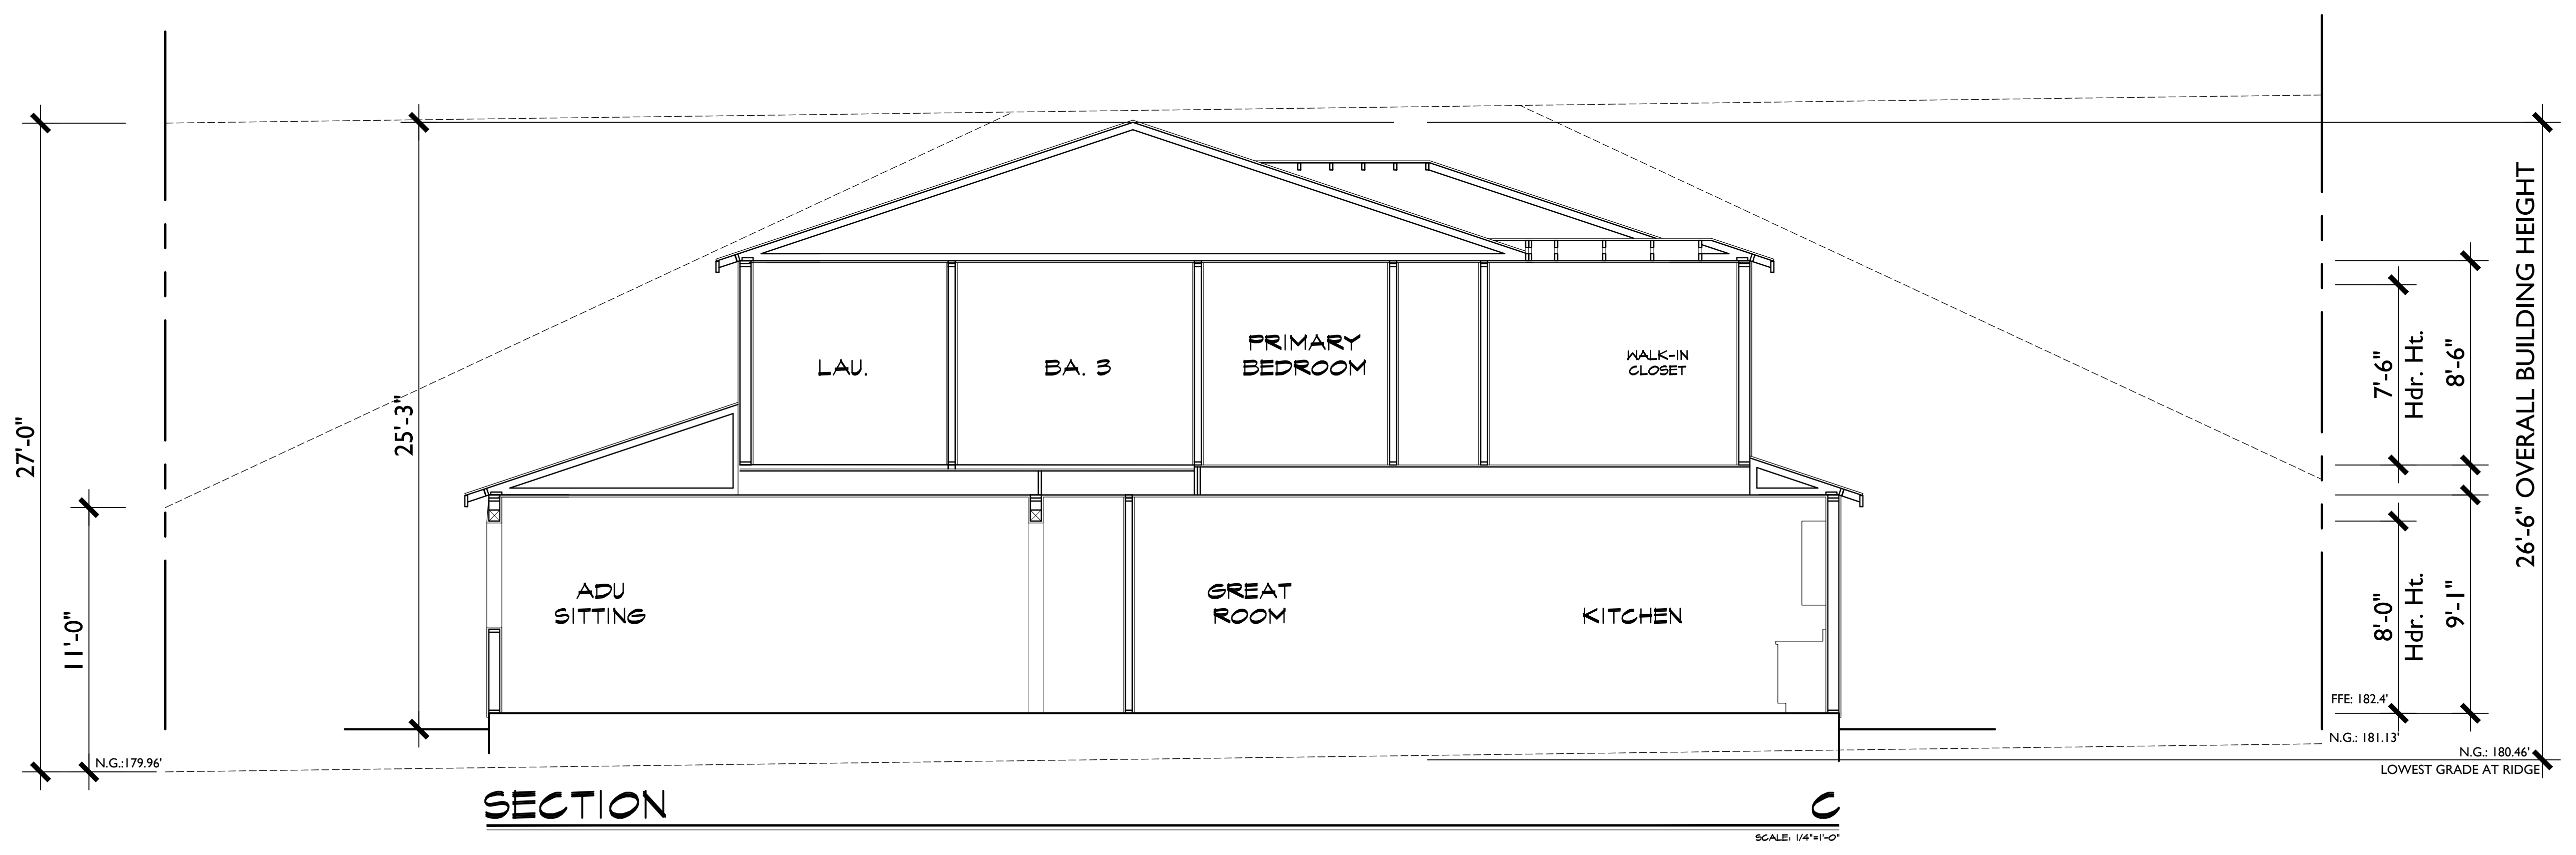 27'-0"
11'-0"
N.G.:179.96'
25'-3"
LAU.
BA. 3
PRIMARY
BEDROOM
WALK-IN
CLOSET
ADU
SITTING
GREAT
ROOM
KITCHEN
7'-6"
Hdr. Ht.
8'-6"
8'-0"
Hdr. Ht.
9'-1"
26'-6" OVERALL BUILDING HEIGHT
FFE: 182.4'
N.G.: 181.13'
N.G.: 180.46'
LOWEST GRADE AT RIDGE
SECTION C
SCALE: 1/4"=1'-0"